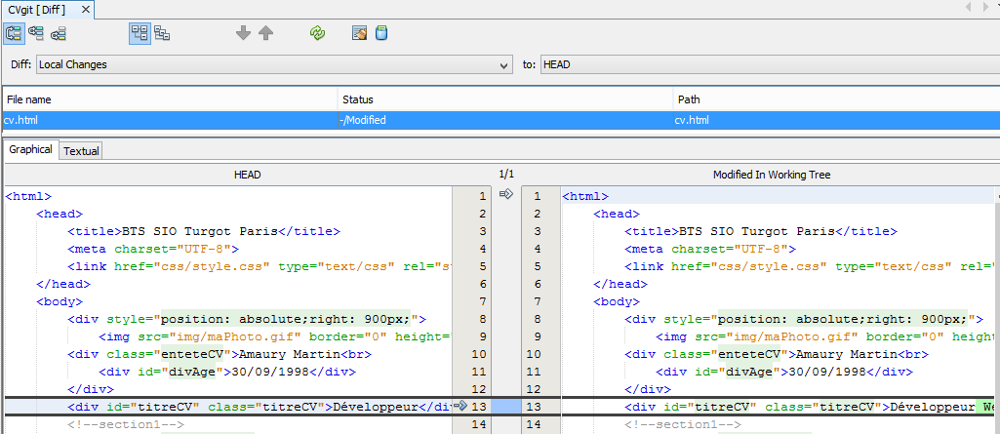 CVgit [ Diff ]
Diff: Local Changes to: HEAD
File name Status Path
cv.html -/Modified cv.html
Graphical Textual
HEAD 1/1 Modified In Working Tree
<html> 1 1 <html>
<head> 2 2 <head>
<title>BTS SIO Turgot Paris</title> 3 3 <title>BTS SIO Turgot Paris</title>
<meta charset="UTF-8"> 4 4 <meta charset="UTF-8">
<link href="css/style.css" type="text/css" rel="s 5 5 <link href="css/style.css" type="text/css" rel="
</head> 6 6 </head>
<body> 7 7 <body>
<div style="position: absolute;right: 900px;"> 8 8 <div style="position: absolute;right: 900px;">
<img src="img/maPhoto.gif" border="0" height= 9 9 <img src="img/maPhoto.gif" border="0" height
<div class="enteteCV">Amaury Martin<br> 10 10 <div class="enteteCV">Amaury Martin<br>
<div id="divAge">30/09/1998</div> 11 11 <div id="divAge">30/09/1998</div>
</div> 12 12 </div>
<div id="titreCV" class="titreCV">Développeur</di 13 13 <div id="titreCV" class="titreCV">Développeur We
<!--section1--> 14 14 <!--section1-->